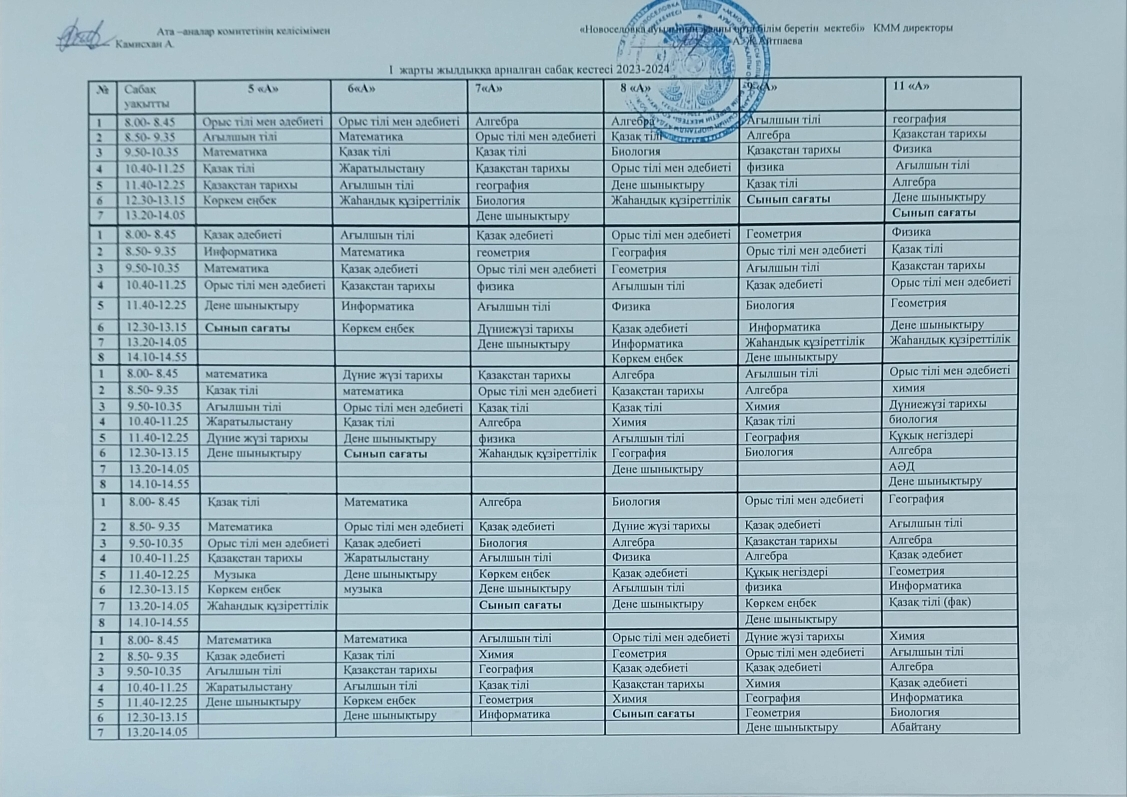 Ата –аналар комитетінің келісімімен
Камисхан А.
«Новоселовка ауылының жалпы орта білім беретін мектебі» КММ директоры
Айтпаева
І жарты жылдыққа арналған сабақ кестесі 2023-2024
№ Сабақ уақытты 5 «А» 6«А» 7«А» 8 «А» 9 «А» 11 «А»
1 8.00- 8.45 Орыс тілі мен әдебиеті Орыс тілі мен әдебиеті Алгебра Алгебра Ағылшын тілі география
2 8.50- 9.35 Ағылшын тілі Математика Орыс тілі мен әдебиеті Қазақ тілі Алгебра Қазақстан тарихы
3 9.50-10.35 Математика Қазақ тілі Қазақ тілі Биология Қазақстан тарихы Физика
4 10.40-11.25 Қазақ тілі Жаратылыстану Қазақстан тарихы Орыс тілі мен әдебиеті физика Ағылшын тілі
5 11.40-12.25 Қазақстан тарихы Ағылшын тілі география Дене шынықтыру Қазақ тілі Алгебра
6 12.30-13.15 Көркем еңбек Жаһандық құзіреттілік Биология Жаһандық құзіреттілік Сынып сағаты Дене шынықтыру
7 13.20-14.05 Дене шынықтыру Сынып сағаты
1 8.00- 8.45 Қазақ әдебиеті Ағылшын тілі Қазақ әдебиеті Орыс тілі мен әдебиеті Геометрия Физика
2 8.50- 9.35 Информатика Математика геометрия География Орыс тілі мен әдебиеті Қазақ тілі
3 9.50-10.35 Математика Қазақ әдебиеті Орыс тілі мен әдебиеті Геометрия Ағылшын тілі Қазақстан тарихы
4 10.40-11.25 Орыс тілі мен әдебиеті Қазақстан тарихы физика Ағылшын тілі Қазақ әдебиеті Орыс тілі мен әдебиеті
5 11.40-12.25 Дене шынықтыру Информатика Ағылшын тілі Физика Биология Геометрия
6 12.30-13.15 Сынып сағаты Көркем еңбек Дүниежүзі тарихы Қазақ әдебиеті Информатика Дене шынықтыру
7 13.20-14.05 Дене шынықтыру Информатика Жаһандық құзіреттілік Жаһандық құзіреттілік
8 14.10-14.55 Көркем еңбек Дене шынықтыру
1 8.00- 8.45 математика Дүние жүзі тарихы Қазақстан тарихы Алгебра Ағылшын тілі Орыс тілі мен әдебиеті
2 8.50- 9.35 Қазақ тілі математика Орыс тілі мен әдебиеті Қазақстан тарихы Алгебра химия
3 9.50-10.35 Ағылшын тілі Орыс тілі мен әдебиеті Қазақ тілі Қазақ тілі Химия Дүниежүзі тарихы
4 10.40-11.25 Жаратылыстану Қазақ тілі Алгебра Химия Қазақ тілі биология
5 11.40-12.25 Дүние жүзі тарихы Дене шынықтыру физика Ағылшын тілі География Құқық негіздері
6 12.30-13.15 Дене шынықтыру Сынып сағаты Жаһандық құзіреттілік География Биология Алгебра
7 13.20-14.05 Дене шынықтыру АӘД
8 14.10-14.55 Дене шынықтыру
1 8.00- 8.45 Қазақ тілі Математика Алгебра Биология Орыс тілі мен әдебиеті География
2 8.50- 9.35 Математика Орыс тілі мен әдебиеті Қазақ әдебиеті Дүние жүзі тарихы Қазақ әдебиеті Ағылшын тілі
3 9.50-10.35 Орыс тілі мен әдебиеті Қазақ әдебиеті Биология Алгебра Қазақстан тарихы Алгебра
4 10.40-11.25 Қазақстан тарихы Жаратылыстану Ағылшын тілі Физика Алгебра Қазақ әдебиет
5 11.40-12.25 Музыка Дене шынықтыру Көркем еңбек Қазақ әдебиеті Құқық негіздері Геометрия
6 12.30-13.15 Көркем еңбек музыка Дене шынықтыру Ағылшын тілі физика Информатика
7 13.20-14.05 Жаһандық құзіреттілік Сынып сағаты Дене шынықтыру Көркем еңбек Қазақ тілі (фак)
8 14.10-14.55 Дене шынықтыру
1 8.00- 8.45 Математика Математика Ағылшын тілі Орыс тілі мен әдебиеті Дүние жүзі тарихы Химия
2 8.50- 9.35 Қазақ әдебиеті Қазақ тілі Химия Геометрия Орыс тілі мен әдебиеті Ағылшын тілі
3 9.50-10.35 Ағылшын тілі Қазақстан тарихы География Қазақ әдебиеті Қазақ әдебиеті Алгебра
4 10.40-11.25 Жаратылыстану Ағылшын тілі Қазақ тілі Қазақстан тарихы Химия Қазақ әдебиеті
5 11.40-12.25 Дене шынықтыру Көркем еңбек Геометрия Химия География Информатика
6 12.30-13.15 Дене шынықтыру Информатика Сынып сағаты Геометрия Биология
7 13.20-14.05 Дене шынықтыру Абайтану